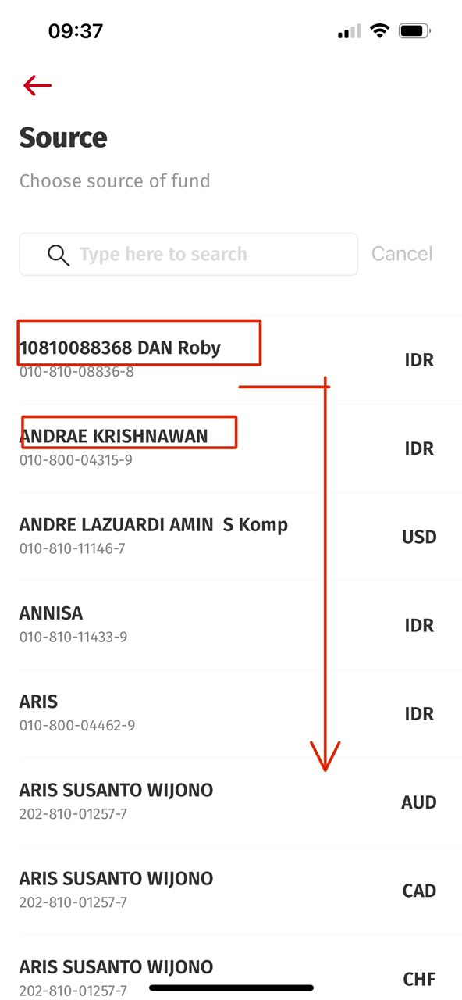 09:37
Source
Choose source of fund
Type here to search
Cancel
10810088368 DAN Roby
010-810-08836-8
IDR
ANDRAE KRISHNAWAN
010-800-04315-9
IDR
ANDRE LAZUARDI AMIN  S Komp
010-810-11146-7
USD
ANNISA
010-810-11433-9
IDR
ARIS
010-800-04462-9
IDR
ARIS SUSANTO WIJONO
202-810-01257-7
AUD
ARIS SUSANTO WIJONO
202-810-01257-7
CAD
ARIS SUSANTO WIJONO
202-810-01257-7
CHF